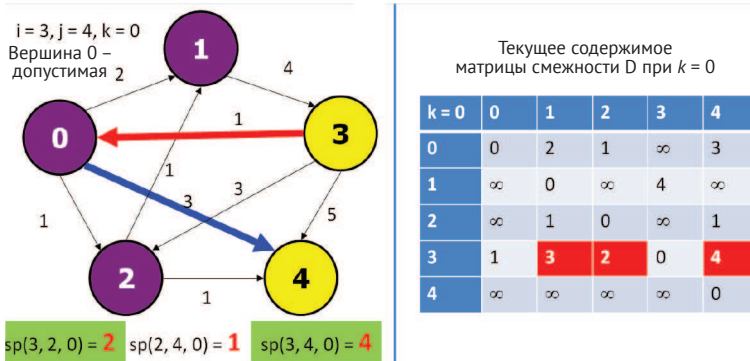 i = 3, j = 4, k = 0
Вершина 0 –
допустимая
2
1
4
1
0
3
1
3
1
3
5
2
4
1
sp(3, 2, 0) = 2 sp(2, 4, 0) = 1 sp(3, 4, 0) = 4
Текущее содержимое
матрицы смежности D при k = 0
k = 0 0 1 2 3 4
0 0 2 1 ∞ 3
1 ∞ 0 ∞ 4 ∞
2 ∞ 1 0 ∞ 1
3 1 3 2 0 4
4 ∞ ∞ ∞ ∞ 0